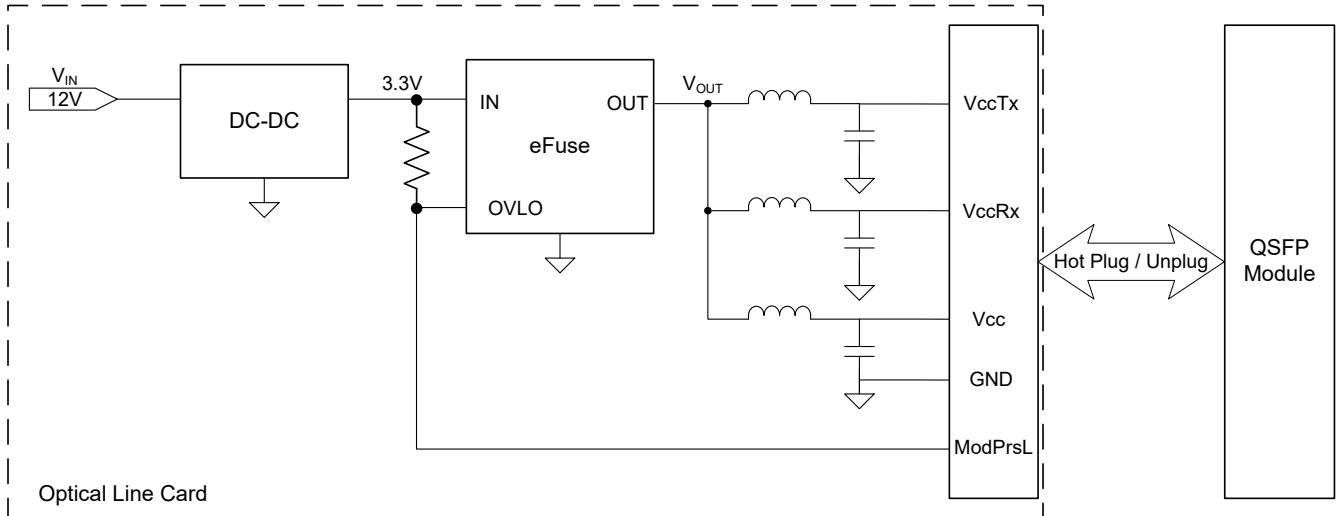 VIN
12V
DC-DC
3.3V
IN
OUT
eFuse
OVLO
VOUT
VccTx
VccRx
Vcc
GND
ModPrsL
Hot Plug / Unplug
QSFP
Module
Optical Line Card